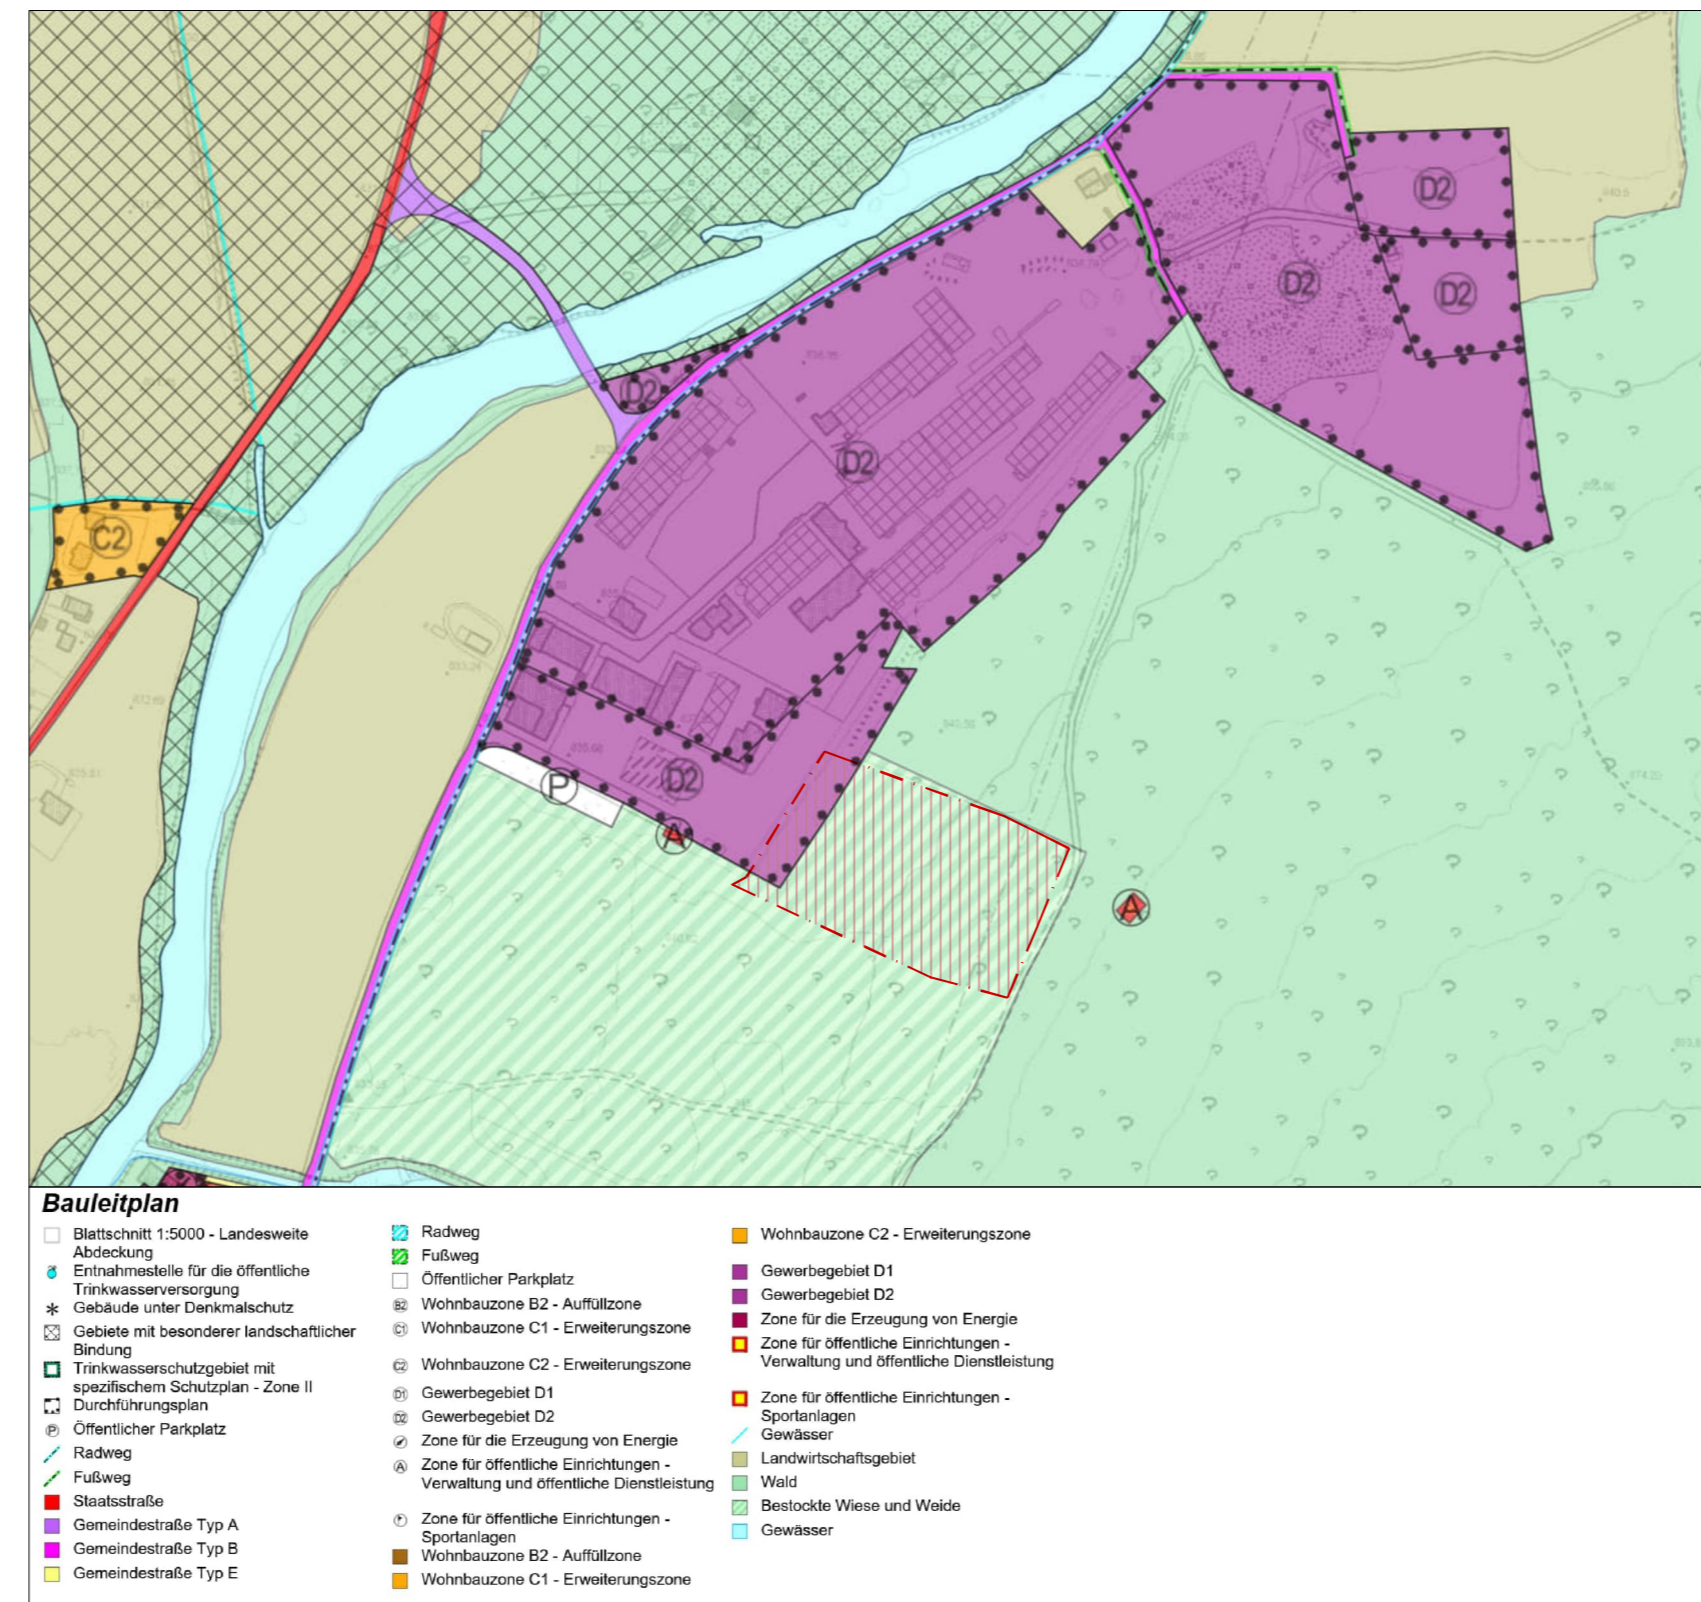 D2
D2
D2
D2
D2
D2
C2
D2
P
A
A
Bauleitplan
Blattschnitt 1:5000 - Landesweite
Abdeckung
Entnahmestelle für die öffentliche
Trinkwasserversorgung
Gebäude unter Denkmalschutz
Gebiete mit besonderer landschaftlicher
Bindung
Trinkwasserschutzgebiet mit
spezifischem Schutzplan - Zone II
Durchführungsplan
P Öffentlicher Parkplatz
Radweg
Fußweg
Staatsstraße
Gemeindestraße Typ A
Gemeindestraße Typ B
Gemeindestraße Typ E
Radweg
Fußweg
Öffentlicher Parkplatz
B2 Wohnbauzone B2 - Auffüllzone
C1 Wohnbauzone C1 - Erweiterungszone
C2 Wohnbauzone C2 - Erweiterungszone
D1 Gewerbegebiet D1
D2 Gewerbegebiet D2
Zone für die Erzeugung von Energie
A Zone für öffentliche Einrichtungen -
Verwaltung und öffentliche Dienstleistung
Zone für öffentliche Einrichtungen -
Sportanlagen
Wohnbauzone B2 - Auffüllzone
Wohnbauzone C1 - Erweiterungszone
Wohnbauzone C2 - Erweiterungszone
Gewerbegebiet D1
Gewerbegebiet D2
Zone für die Erzeugung von Energie
Zone für öffentliche Einrichtungen -
Verwaltung und öffentliche Dienstleistung
Zone für öffentliche Einrichtungen -
Sportanlagen
Gewässer
Landwirtschaftsgebiet
Wald
Bestockte Wiese und Weide
Gewässer